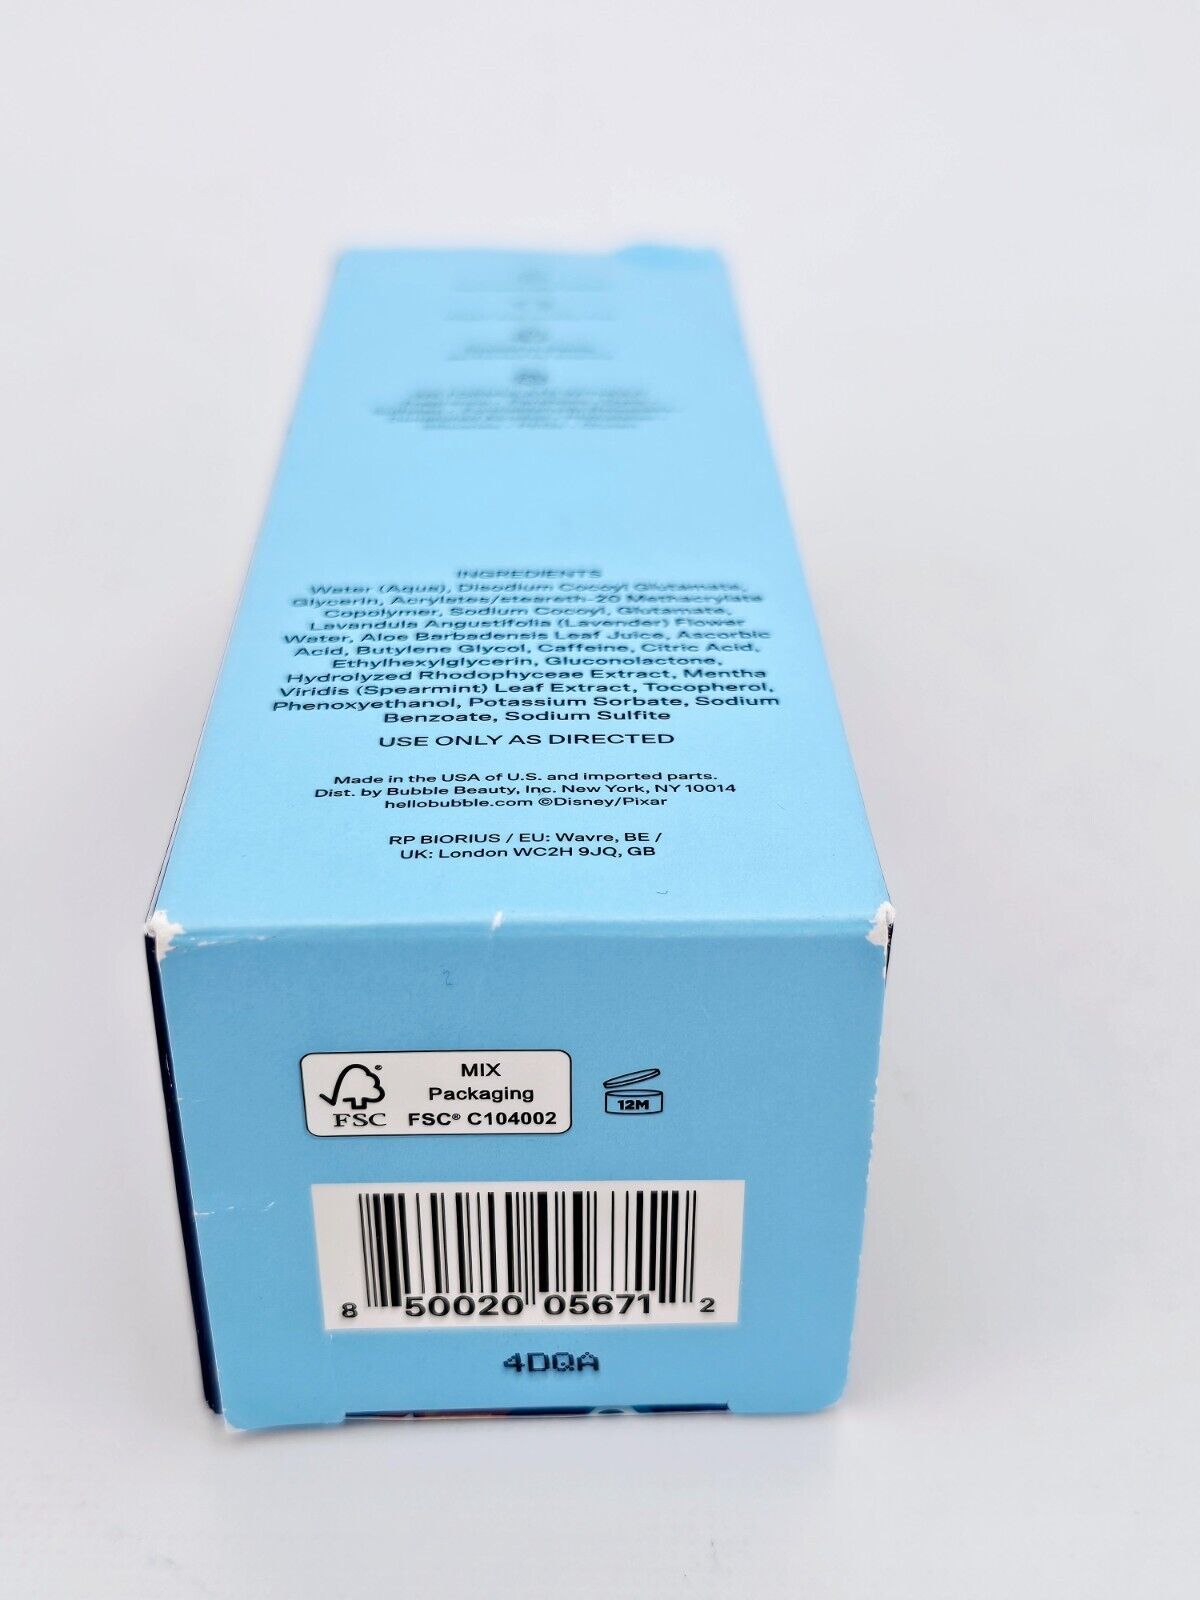 INGREDIENTS
Water (Aqua), Disodium Cocoyl Glutamate,
Glycerin, Acrylates/steareth-20 Methacrylate
Copolymer, Sodium Cocoyl, Glutamate,
Lavandula Angustifolia (Lavender) Flower
Water, Aloe Barbadensis Leaf Juice, Ascorbic
Acid, Butylene Glycol, Caffeine, Citric Acid,
Ethylhexylglycerin, Gluconolactone,
Hydrolyzed Rhodophyceae Extract, Mentha
Viridis (Spearmint) Leaf Extract, Tocopherol,
Phenoxyethanol, Potassium Sorbate, Sodium
Benzoate, Sodium Sulfite
USE ONLY AS DIRECTED
Made in the USA of U.S. and imported parts.
Dist. by Bubble Beauty, Inc. New York, NY 10014
hellobubble.com ©Disney/Pixar
RP BIORIUS / EU: Wavre, BE /
UK: London WC2H 9JQ, GB
FSC
MIX
Packaging
FSC® C104002
12M
8 50020 05671 2
4DQA